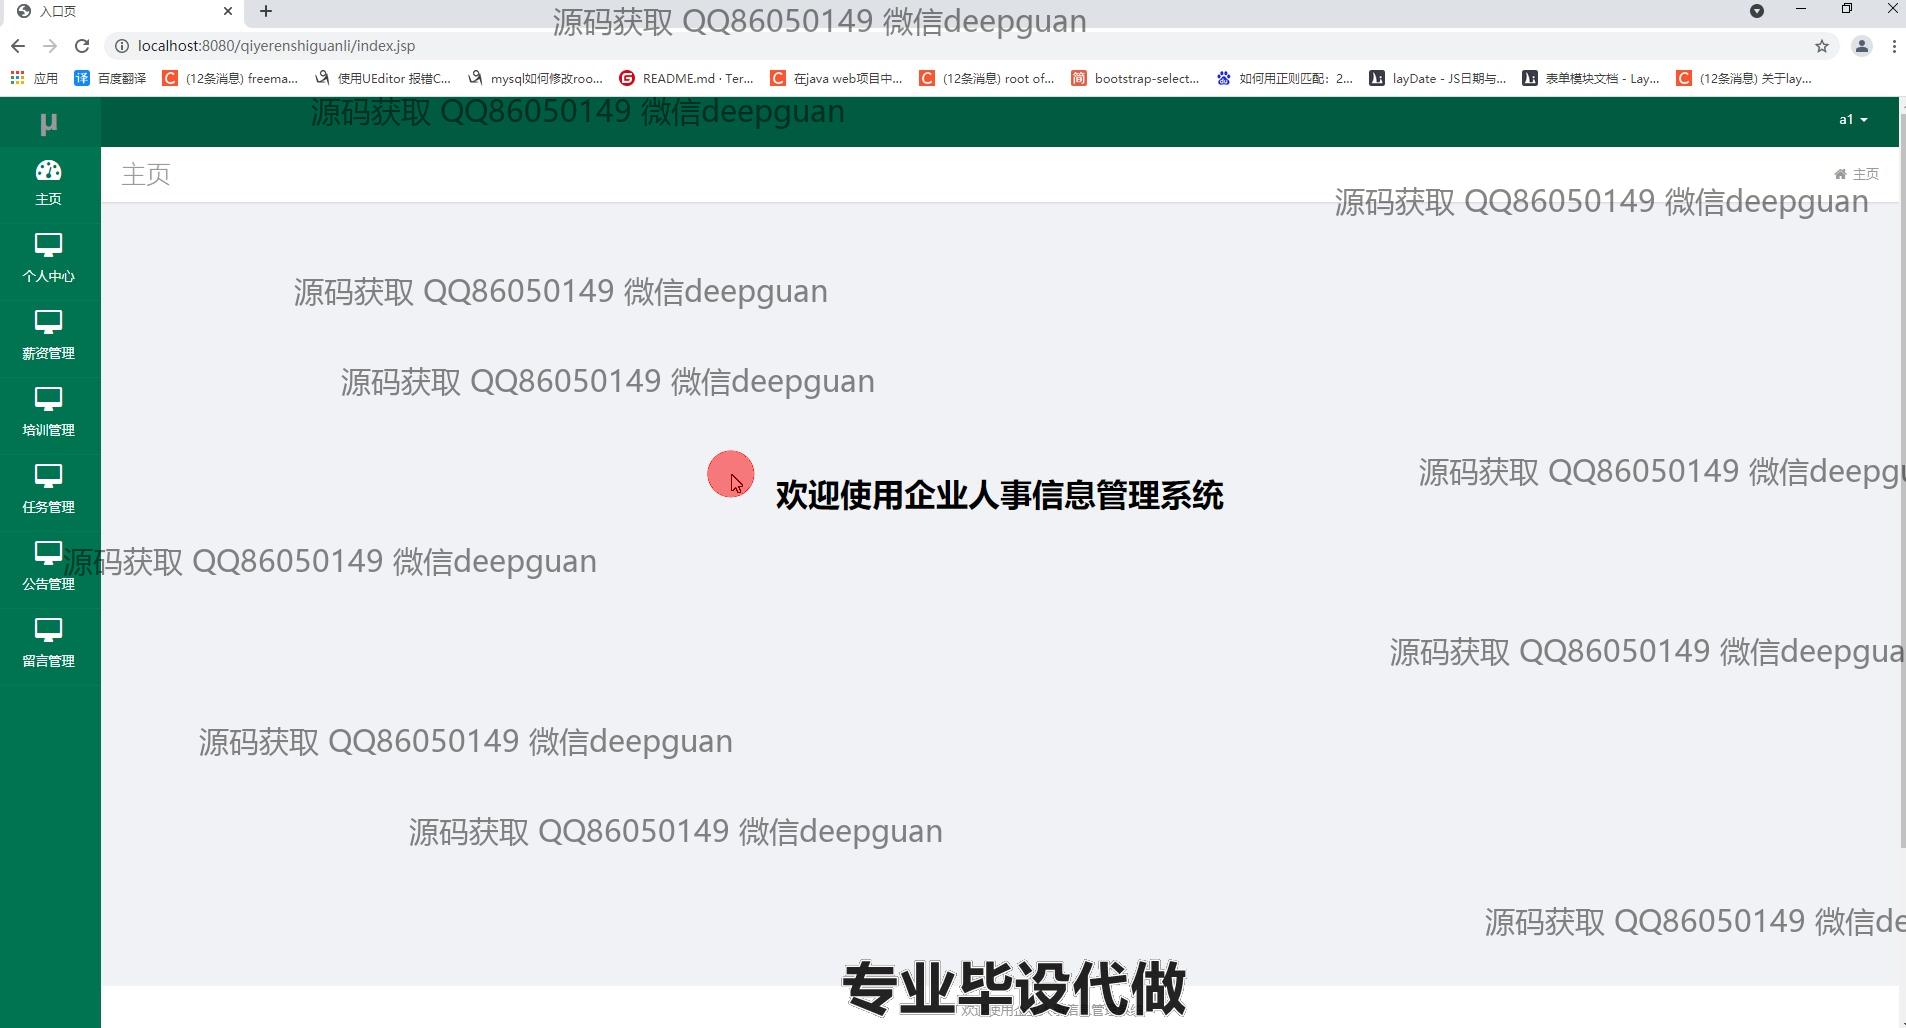 入口页
源码获取 QQ86050149 微信deepguan
localhost:8080/qiyerenshiguanli/index.jsp
应用 译 百度翻译 C (12条消息) freema... 使用UEditor 报错C... mysql如何修改roo... G README.md · Ter... C 在java web项目中... C (12条消息) root of... 简 bootstrap-select... 如何用正则匹配：2... layDate - JS日期与... 表单模块文档 - Lay... C (12条消息) 关于lay...
μ
源码获取 QQ86050149 微信deepguan
a1
主页
主页
主页
源码获取 QQ86050149 微信deepguan
个人中心
源码获取 QQ86050149 微信deepguan
薪资管理
源码获取 QQ86050149 微信deepguan
培训管理
源码获取 QQ86050149 微信deepgu
欢迎使用企业人事信息管理系统
任务管理
源码获取 QQ86050149 微信deepguan
公告管理
源码获取 QQ86050149 微信deepgua
留言管理
源码获取 QQ86050149 微信deepguan
源码获取 QQ86050149 微信deepguan
源码获取 QQ86050149 微信de
专业毕设代做